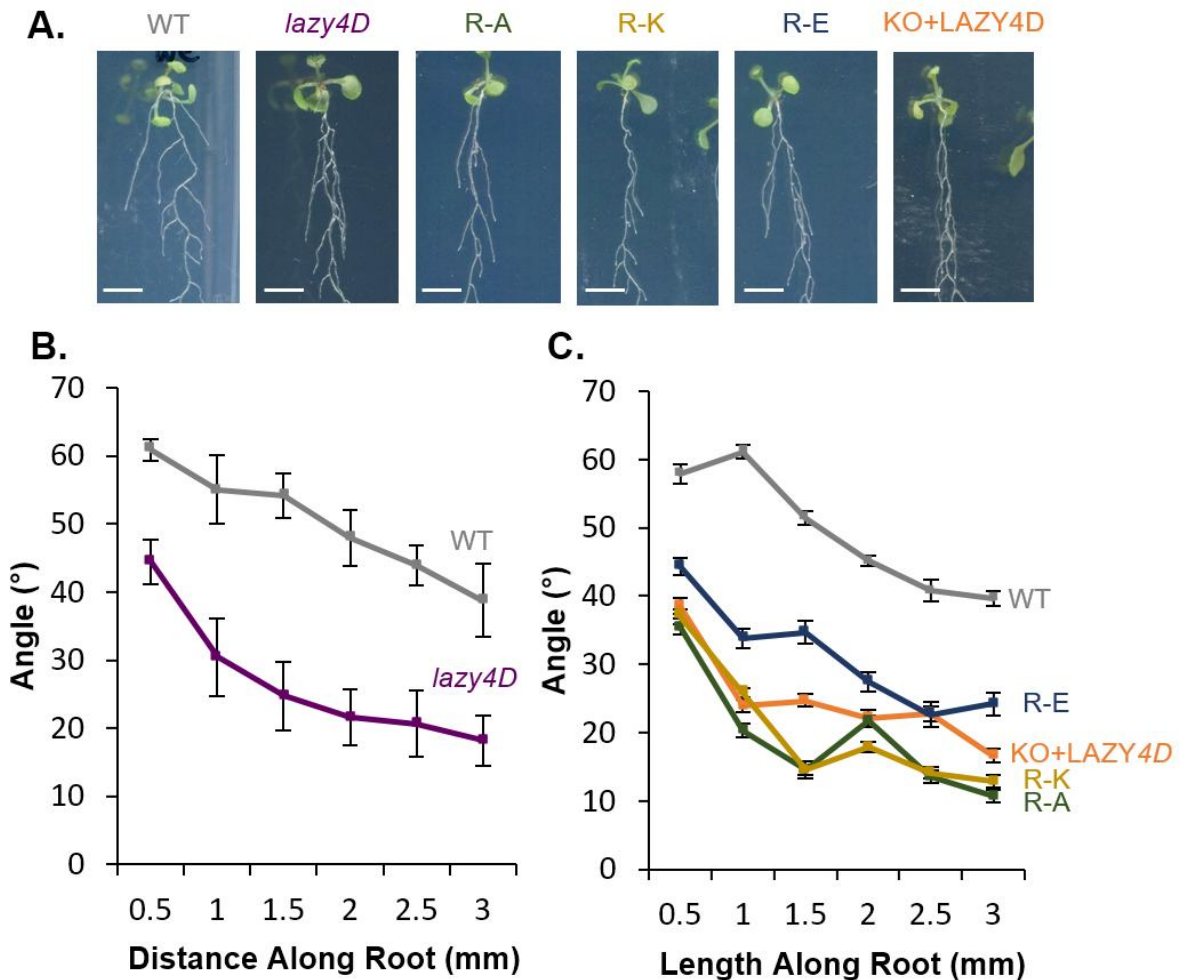 A.
WT
lazy4D
R-A
R-K
R-E
KO+LAZY4D
B.
70
60
50
40
30
20
10
0
Angle (°)
WT
lazy4D
0.5 1 1.5 2 2.5 3
Distance Along Root (mm)
C.
70
60
50
40
30
20
10
0
Angle (°)
WT
R-E
KO+LAZY4D
R-K
R-A
0.5 1 1.5 2 2.5 3
Length Along Root (mm)